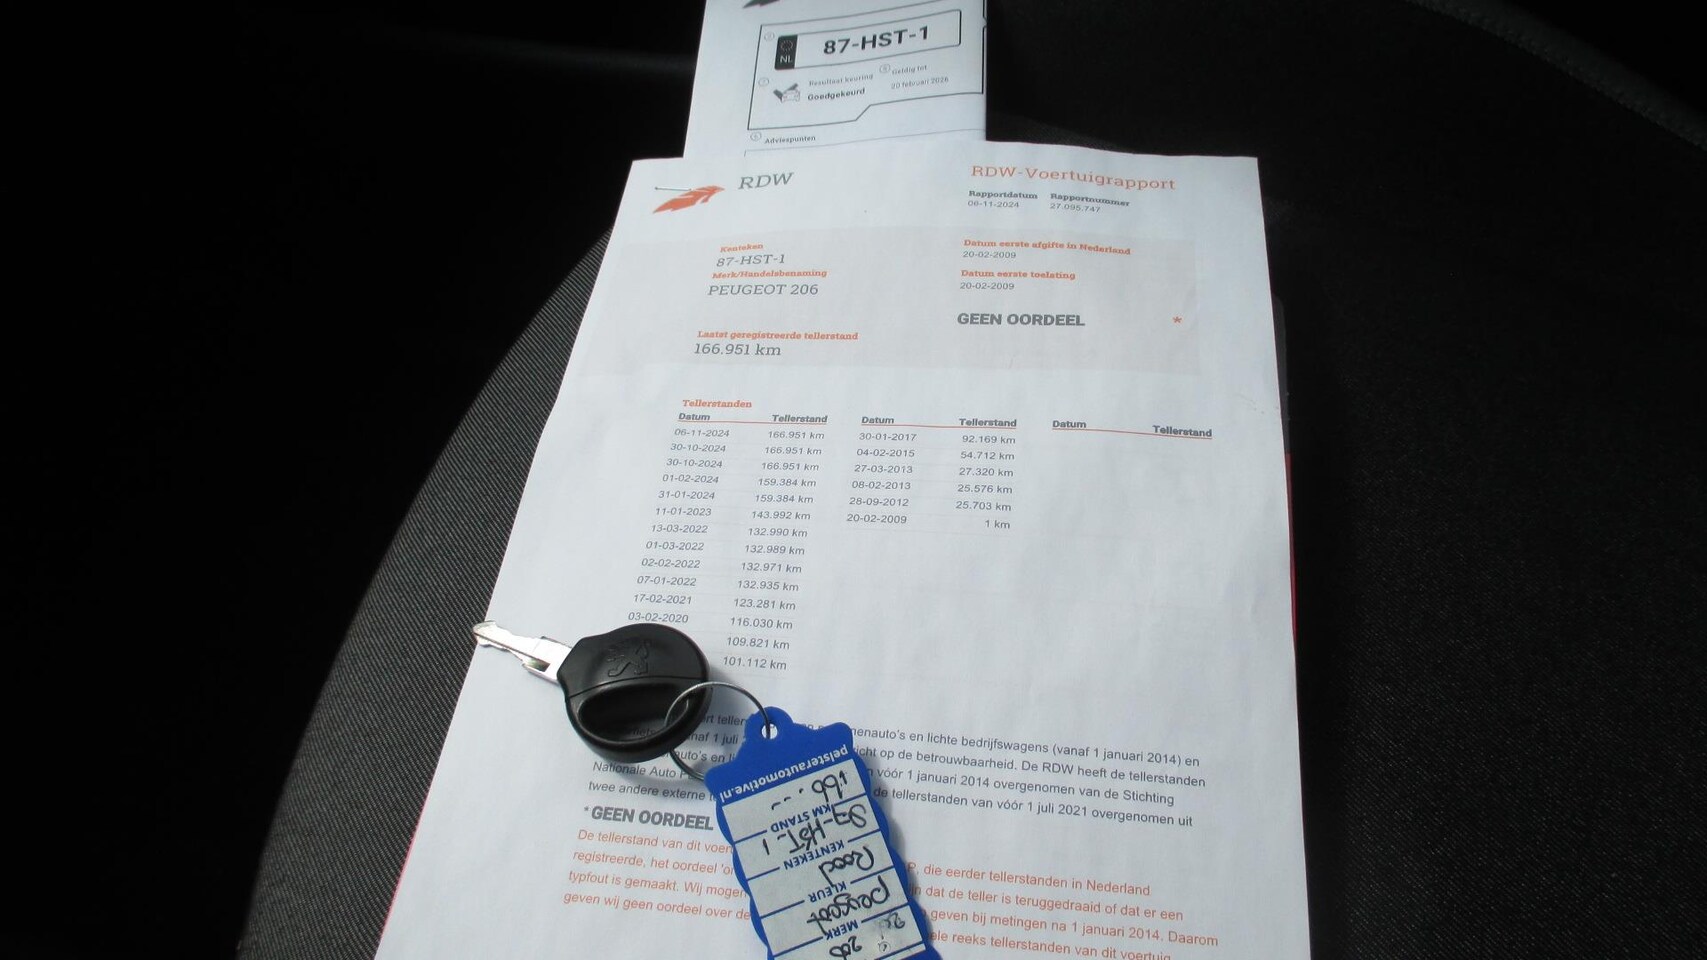 NL
87-HST-1
Resultaat keuring
Geldig tot
Goedgekeurd
20 februari 2026
Adviespunten
RDW
RDW-Voertuigrapport
Rapportdatum Rapportnummer
06-11-2024 27.095.747
Kenteken
87-HST-1
Merk/Handelsbenaming
PEUGEOT 206
Datum eerste afgifte in Nederland
20-02-2009
Datum eerste toelating
20-02-2009
GEEN OORDEEL *
Laatst geregistreerde tellerstand
166.951 km
Tellerstanden
Datum Tellerstand Datum Tellerstand Datum Tellerstand
06-11-2024 166.951 km 30-01-2017 92.169 km
30-10-2024 166.951 km 04-02-2015 54.712 km
30-10-2024 166.951 km 27-03-2013 27.320 km
01-02-2024 159.384 km 08-02-2013 25.576 km
31-01-2024 159.384 km 28-09-2012 25.703 km
11-01-2023 143.992 km 20-02-2009 1 km
13-03-2022 132.990 km
01-03-2022 132.989 km
02-02-2022 132.971 km
07-01-2022 132.935 km
17-02-2021 123.281 km
03-02-2020 116.030 km
109.821 km
101.112 km
en lichte bedrijfswagens (vanaf 1 januari 2014) en
op de betrouwbaarheid. De RDW heeft de tellerstanden
Nationale Auto vóór 1 januari 2014 overgenomen van de Stichting
twee andere externe de tellerstanden van vóór 1 juli 2021 overgenomen uit
* GEEN OORDEEL
De tellerstand van dit die eerder tellerstanden in Nederland
registreerde, het oordeel dat de teller is teruggedraaid of dat er een
typfout is gemaakt. Wij mogen geven bij metingen na 1 januari 2014. Daarom
geven wij geen oordeel over de reeks tellerstanden van dit voertuig
pelsterautomotive.nl
166...
KM STAND
87-HST-1
KENTEKEN
Rood
KLEUR
Peugeot
MERK
206